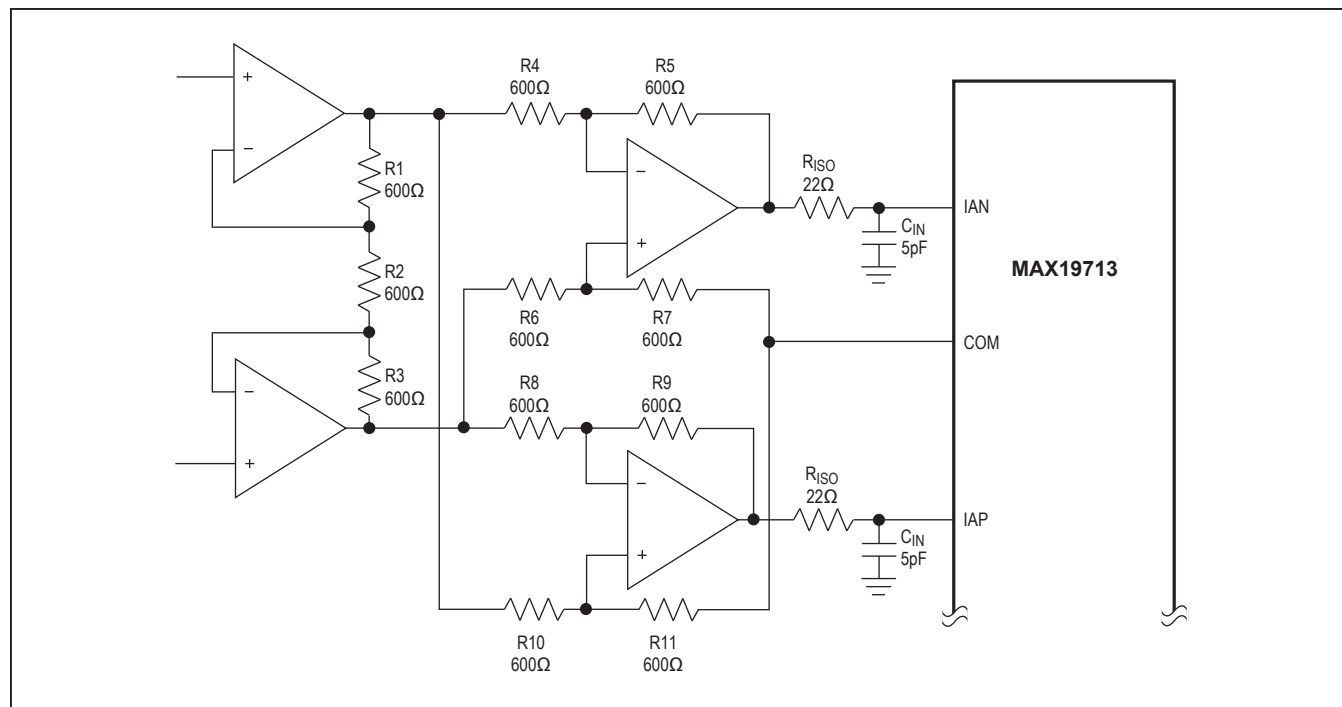 +
−
R1
600Ω
R2
600Ω
R3
600Ω
−
+
R4
600Ω
R5
600Ω
−
+
R6
600Ω
R7
600Ω
R8
600Ω
R9
600Ω
−
+
R10
600Ω
R11
600Ω
RISO
22Ω
CIN
5pF
RISO
22Ω
CIN
5pF
IAN
MAX19713
COM
IAP